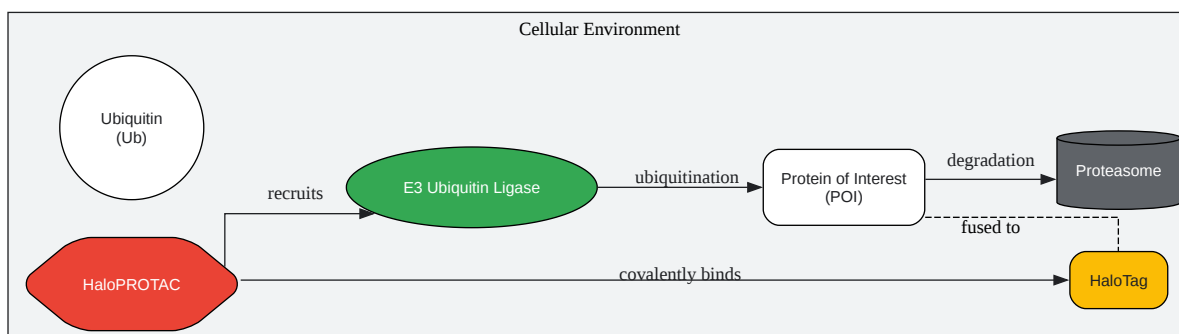 Cellular Environment
Ubiquitin
(Ub)
recruits
E3 Ubiquitin Ligase
ubiquitination
Protein of Interest
(POI)
degradation
Proteasome
fused to
HaloPROTAC
covalently binds
HaloTag